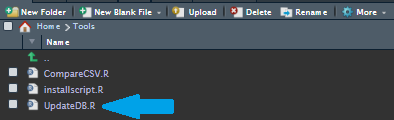 New Folder New Blank File Upload Delete Rename More
Home Tools
Name
..
CompareCSV.R
installscript.R
UpdateDB.R